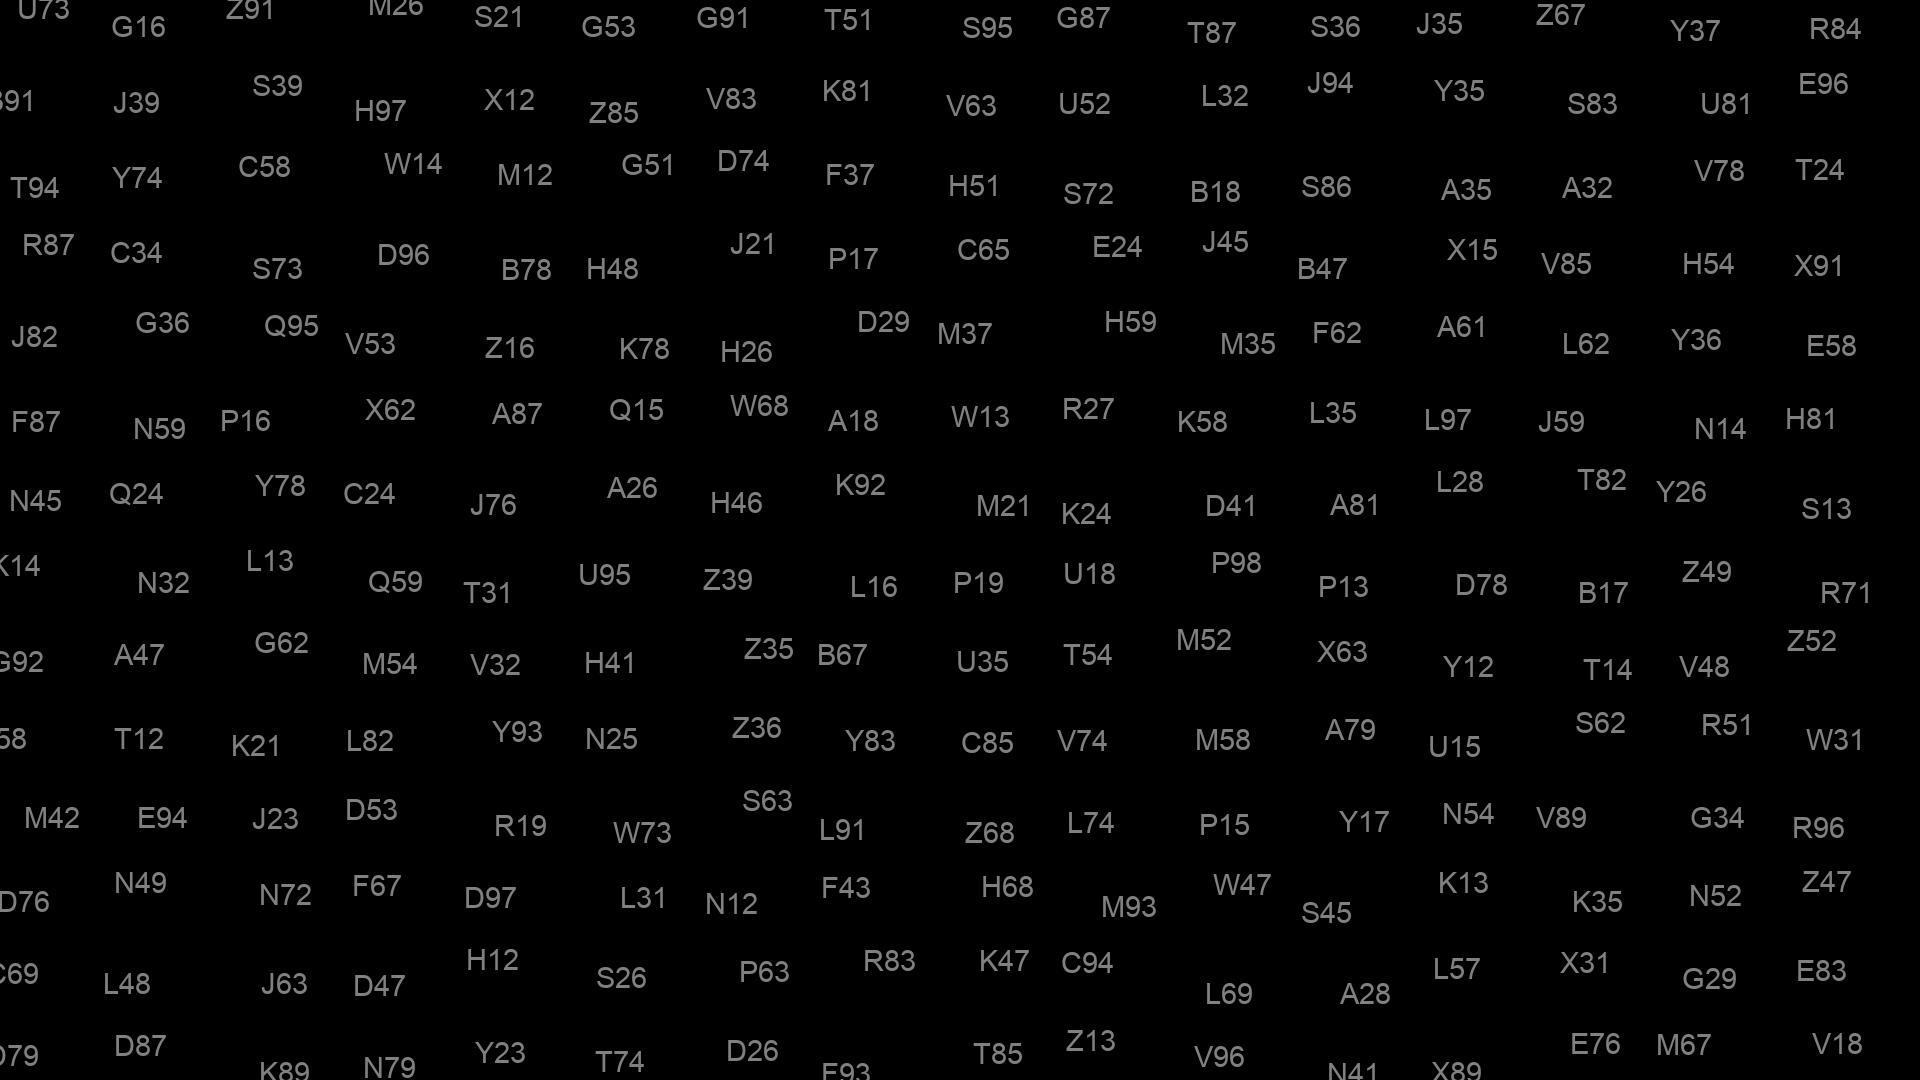 U73 G16 Z91 M26 S21 G53 G91 T51 S95 G87 T87 S36 J35 Z67 Y37 R84
J39 S39 H97 X12 Z85 V83 K81 V63 U52 L32 J94 Y35 S83 U81 E96
T94 Y74 C58 W14 M12 G51 D74 F37 H51 S72 B18 S86 A35 A32 V78 T24
R87 C34 S73 D96 B78 H48 J21 P17 C65 E24 J45 B47 X15 V85 H54 X91
J82 G36 Q95 V53 Z16 K78 H26 D29 M37 H59 M35 F62 A61 L62 Y36 E58
F87 N59 P16 X62 A87 Q15 W68 A18 W13 R27 K58 L35 L97 J59 N14 H81
N45 Q24 Y78 C24 J76 A26 H46 K92 M21 K24 D41 A81 L28 T82 Y26 S13
K14 N32 L13 Q59 T31 U95 Z39 L16 P19 U18 P98 P13 D78 B17 Z49 R71
G92 A47 G62 M54 V32 H41 Z35 B67 U35 T54 M52 X63 Y12 T14 V48 Z52
58 T12 K21 L82 Y93 N25 Z36 Y83 C85 V74 M58 A79 U15 S62 R51 W31
M42 E94 J23 D53 R19 W73 S63 L91 Z68 L74 P15 Y17 N54 V89 G34 R96
D76 N49 N72 F67 D97 L31 N12 F43 H68 M93 W47 S45 K13 K35 N52 Z47
C69 L48 J63 D47 H12 S26 P63 R83 K47 C94 L69 A28 L57 X31 G29 E83
D87 K89 N79 Y23 T74 D26 T85 Z13 V96 N41 X89 E76 M67 V18